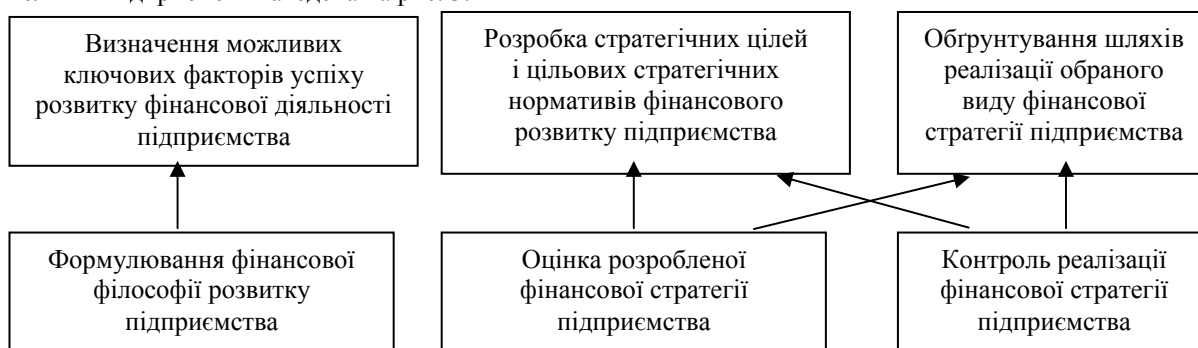 Визначення можливих
ключових факторів успіху
розвитку фінансової діяльності
підприємства
Розробка стратегічних цілей
і цільових стратегічних
нормативів фінансового
розвитку підприємства
Обґрунтування шляхів
реалізації обраного
виду фінансової
стратегії підприємства
Формулювання фінансової
філософії розвитку
підприємства
Оцінка розробленої
фінансової стратегії
підприємства
Контроль реалізації
фінансової стратегії
підприємства